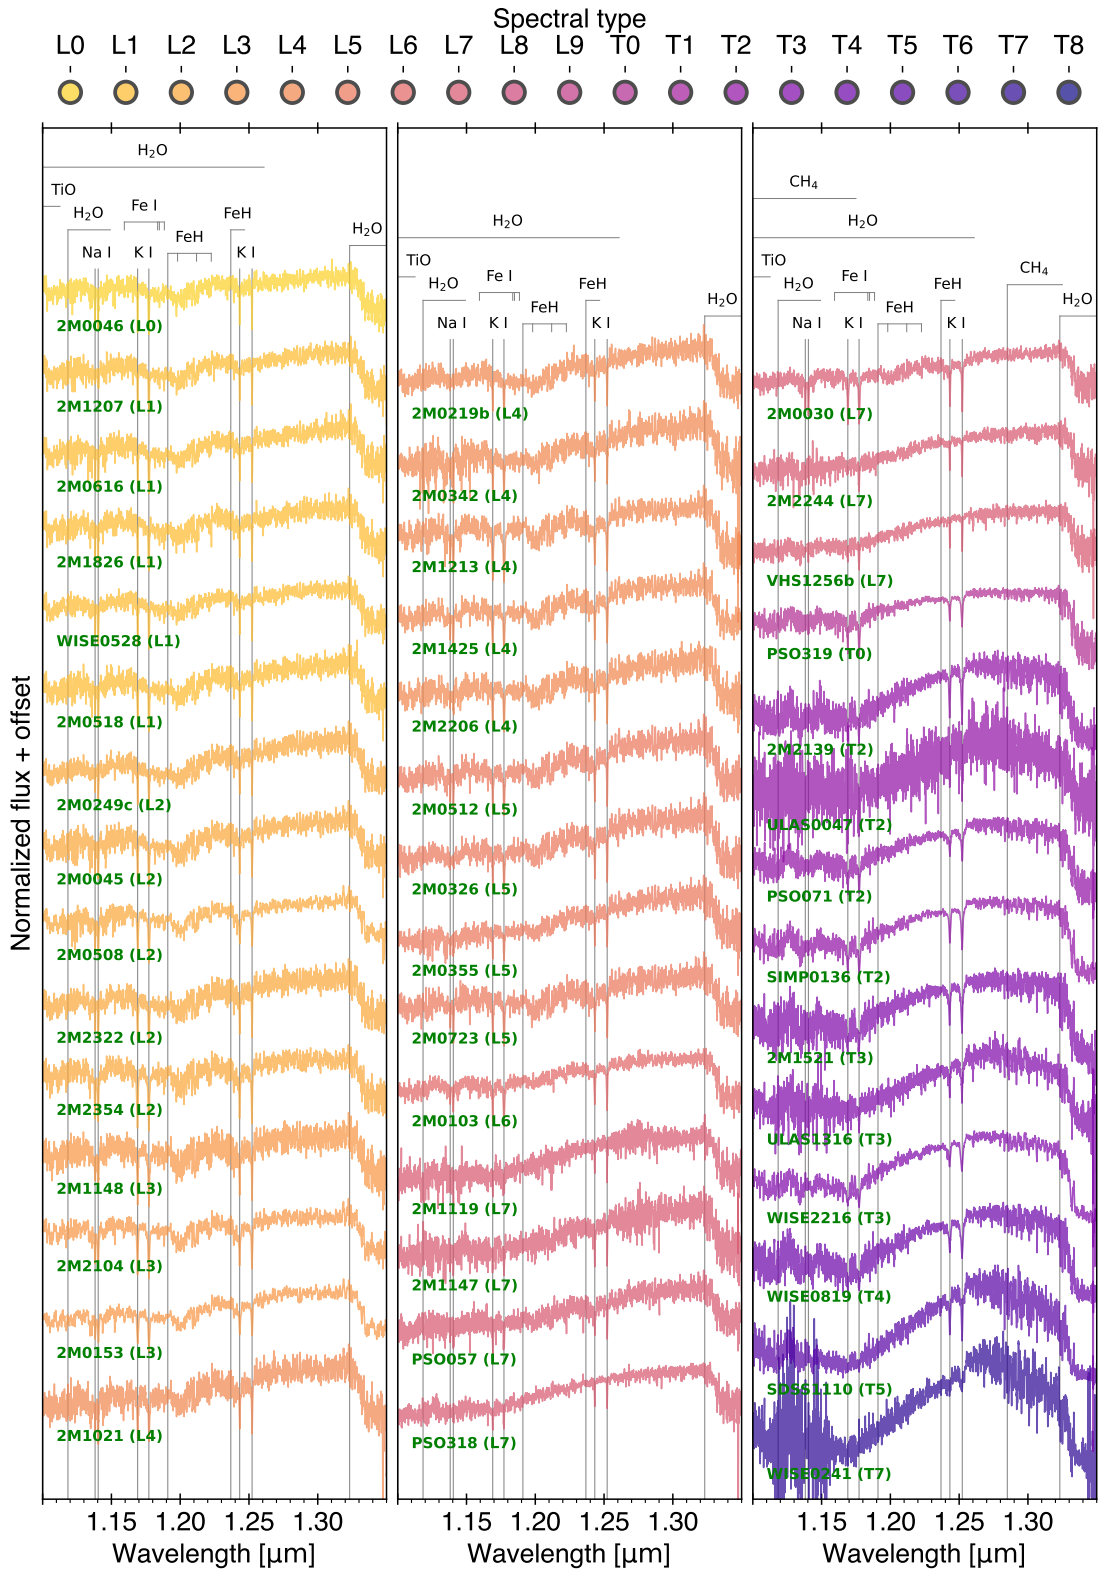 Spectral type
L0 L1 L2 L3 L4 L5 L6 L7 L8 L9 T0 T1 T2 T3 T4 T5 T6 T7 T8
Normalized flux + offset
H₂O
TiO
Fe I
H₂O
FeH
FeH
H₂O
Na I
K I
K I
2M0046 (L0)
2M1207 (L1)
2M0616 (L1)
2M1826 (L1)
WISE0528 (L1)
2M0518 (L1)
2M0249c (L2)
2M0045 (L2)
2M0508 (L2)
2M2322 (L2)
2M2354 (L2)
2M1148 (L3)
2M2104 (L3)
2M0153 (L3)
2M1021 (L4)
1.15 1.20 1.25 1.30
Wavelength [µm]
H₂O
TiO
Fe I
H₂O
FeH
FeH
H₂O
Na I
K I
K I
2M0219b (L4)
2M0342 (L4)
2M1213 (L4)
2M1425 (L4)
2M2206 (L4)
2M0512 (L5)
2M0326 (L5)
2M0355 (L5)
2M0723 (L5)
2M0103 (L6)
2M1119 (L7)
2M1147 (L7)
PSO057 (L7)
PSO318 (L7)
1.15 1.20 1.25 1.30
Wavelength [µm]
CH₄
H₂O
TiO
CH₄
Fe I
H₂O
FeH
FeH
H₂O
Na I
K I
K I
2M0030 (L7)
2M2244 (L7)
VHS1256b (L7)
PSO319 (T0)
2M2139 (T2)
ULAS0047 (T2)
PSO071 (T2)
SIMP0136 (T2)
2M1521 (T3)
ULAS1316 (T3)
WISE2216 (T3)
WISE0819 (T4)
SDSS1110 (T5)
WISE0241 (T7)
1.15 1.20 1.25 1.30
Wavelength [µm]